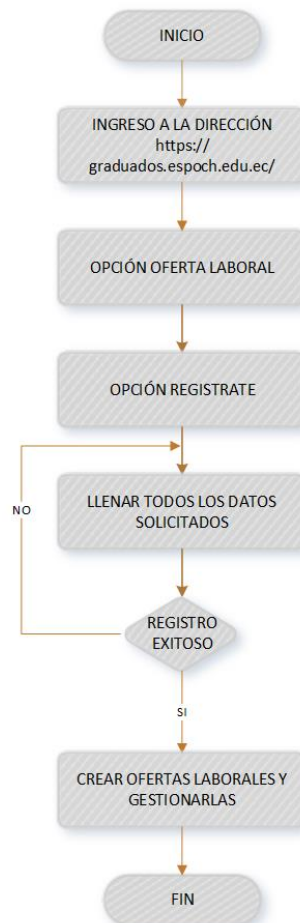 INICIO
INGRESO A LA DIRECCIÓN
https://
graduados.espoch.edu.ec/
OPCIÓN OFERTA LABORAL
OPCIÓN REGISTRATE
LLENAR TODOS LOS DATOS
SOLICITADOS
NO
REGISTRO
EXITOSO
SI
CREAR OFERTAS LABORALES Y
GESTIONARLAS
FIN